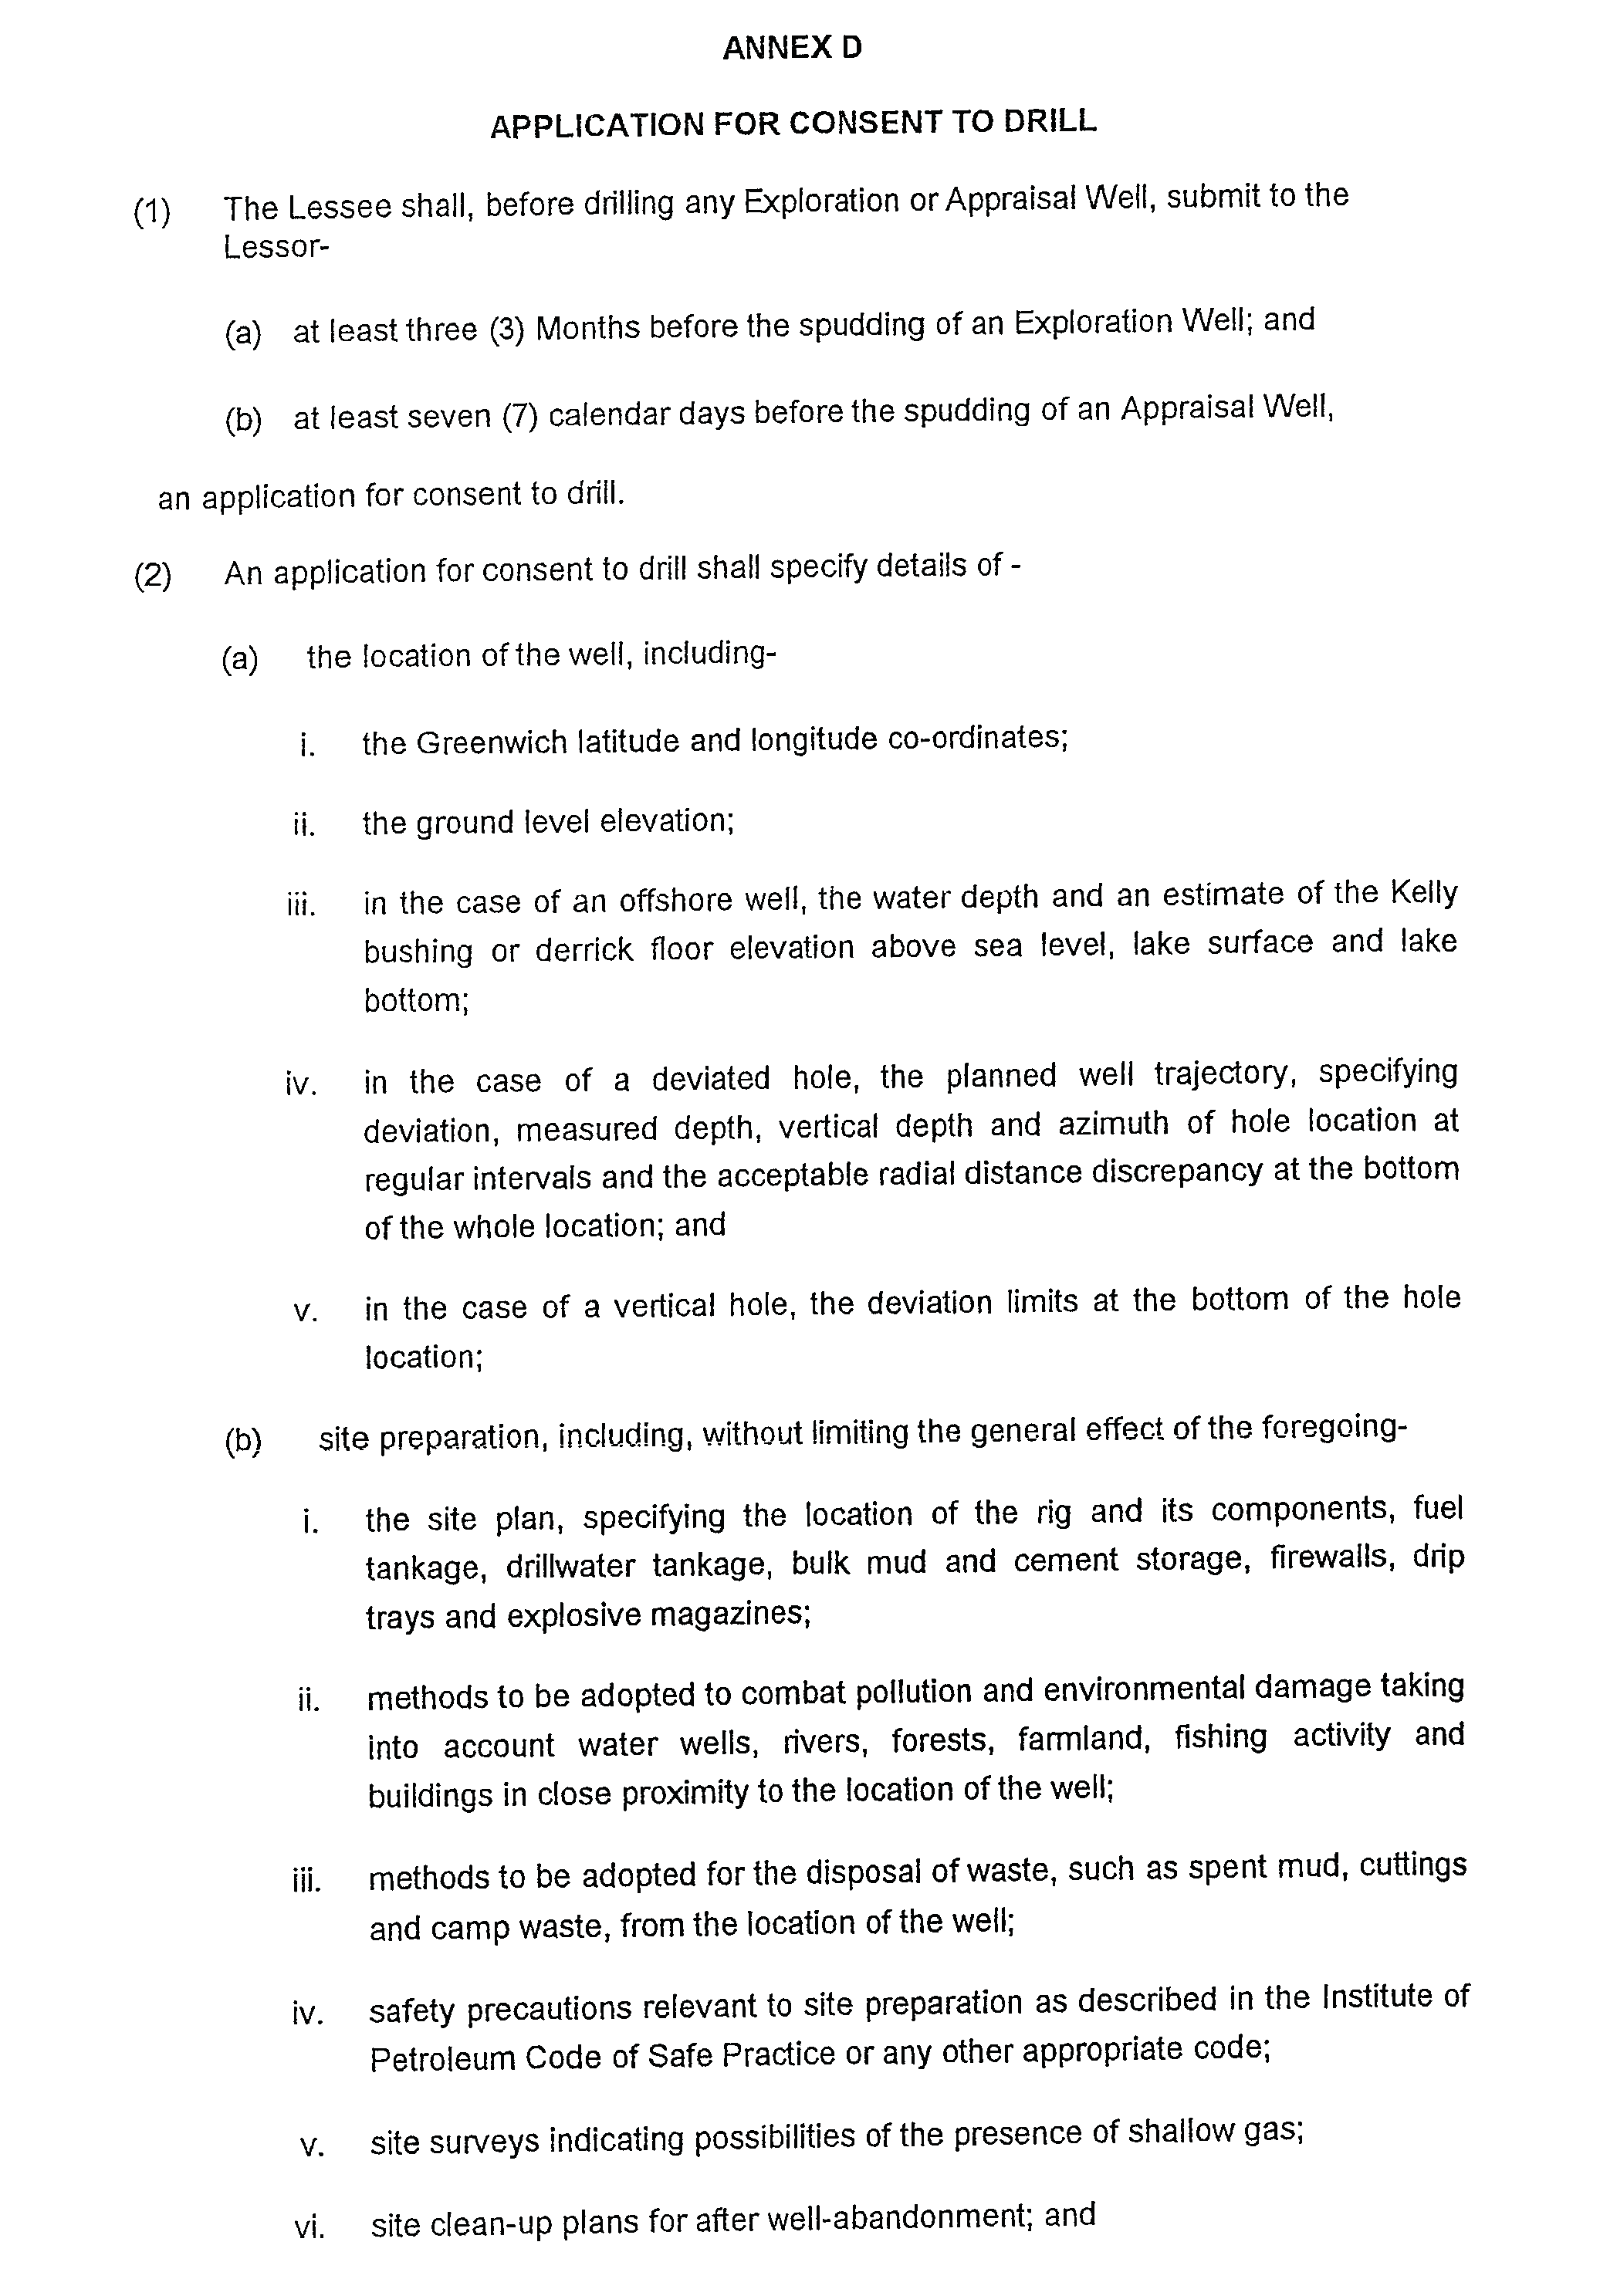 ANNEX D
APPLICATION FOR CONSENT TO DRILL
(1) The Lessee shall, before drilling any Exploration or Appraisal Well, submit to the
Lessor-
(a) at least three (3) Months before the spudding of an Exploration Well; and
(b) at least seven (7) calendar days before the spudding of an Appraisal Well,
an application for consent to drill.
(2) An application for consent to drill shall specify details of -
(a) the location of the well, including-
i. the Greenwich latitude and longitude co-ordinates;
ii. the ground level elevation;
iii. in the case of an offshore well, the water depth and an estimate of the Kelly
bushing or derrick floor elevation above sea level, lake surface and lake
bottom;
iv. in the case of a deviated hole, the planned well trajectory, specifying
deviation, measured depth, vertical depth and azimuth of hole location at
regular intervals and the acceptable radial distance discrepancy at the bottom
of the whole location; and
v. in the case of a vertical hole, the deviation limits at the bottom of the hole
location;
(b) site preparation, including, without limiting the general effect of the foregoing-
i. the site plan, specifying the location of the rig and its components, fuel
tankage, drillwater tankage, bulk mud and cement storage, firewalls, drip
trays and explosive magazines;
ii. methods to be adopted to combat pollution and environmental damage taking
into account water wells, rivers, forests, farmland, fishing activity and
buildings in close proximity to the location of the well;
iii. methods to be adopted for the disposal of waste, such as spent mud, cuttings
and camp waste, from the location of the well;
iv. safety precautions relevant to site preparation as described in the Institute of
Petroleum Code of Safe Practice or any other appropriate code;
v. site surveys indicating possibilities of the presence of shallow gas;
vi. site clean-up plans for after well-abandonment; and